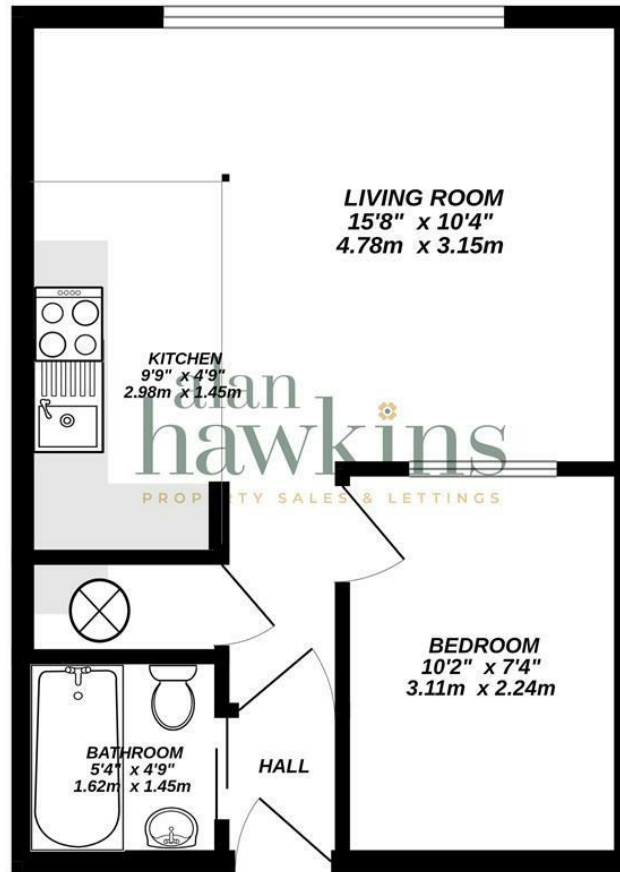 LIVING ROOM
15'8" x 10'4"
4.78m x 3.15m
KITCHEN
9'9" x 4'9"
2.98m x 1.45m
alan
hawkins
PROPERTY SALES & LETTINGS
BEDROOM
10'2" x 7'4"
3.11m x 2.24m
BATHROOM
5'4" x 4'9"
1.62m x 1.45m
HALL